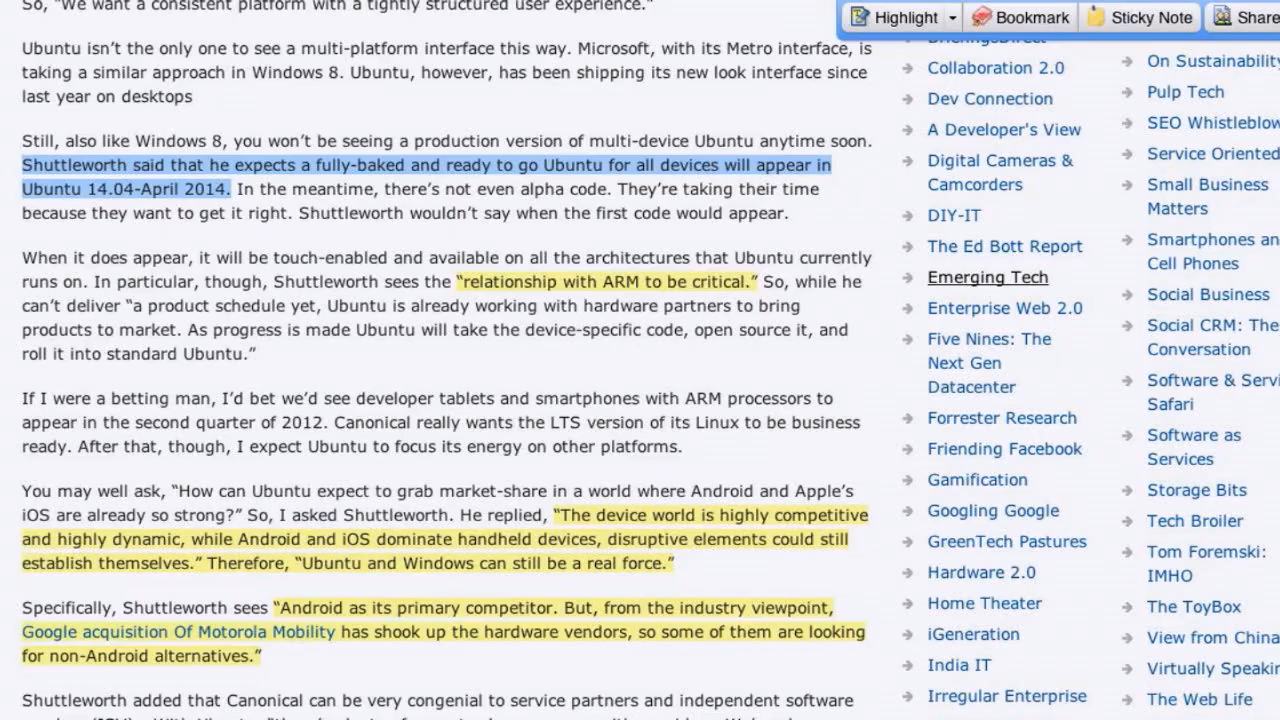 So, "We want a consistent platform with a tightly structured user experience."
Ubuntu isn't the only one to see a multi-platform interface this way. Microsoft, with its Metro interface, is
taking a similar approach in Windows 8. Ubuntu, however, has been shipping its new look interface since
last year on desktops
Still, also like Windows 8, you won't be seeing a production version of multi-device Ubuntu anytime soon.
Shuttleworth said that he expects a fully-baked and ready to go Ubuntu for all devices will appear in
Ubuntu 14.04-April 2014. In the meantime, there's not even alpha code. They're taking their time
because they want to get it right. Shuttleworth wouldn't say when the first code would appear.
When it does appear, it will be touch-enabled and available on all the architectures that Ubuntu currently
runs on. In particular, though, Shuttleworth sees the “relationship with ARM to be critical.” So, while he
can't deliver “a product schedule yet, Ubuntu is already working with hardware partners to bring
products to market. As progress is made Ubuntu will take the device-specific code, open source it, and
roll it into standard Ubuntu.”
If I were a betting man, I'd bet we'd see developer tablets and smartphones with ARM processors to
appear in the second quarter of 2012. Canonical really wants the LTS version of its Linux to be business
ready. After that, though, I expect Ubuntu to focus its energy on other platforms.
You may well ask, “How can Ubuntu expect to grab market-share in a world where Android and Apple's
iOS are already so strong?” So, I asked Shuttleworth. He replied, “The device world is highly competitive
and highly dynamic, while Android and iOS dominate handheld devices, disruptive elements could still
establish themselves.” Therefore, “Ubuntu and Windows can still be a real force.”
Specifically, Shuttleworth sees “Android as its primary competitor. But, from the industry viewpoint,
Google acquisition Of Motorola Mobility has shook up the hardware vendors, so some of them are looking
for non-Android alternatives.”
Shuttleworth added that Canonical can be very congenial to service partners and independent software
Highlight
Bookmark
Sticky Note
Share
BriefingsDirect
Collaboration 2.0
Dev Connection
A Developer's View
Digital Cameras &
Camcorders
DIY-IT
The Ed Bott Report
Emerging Tech
Enterprise Web 2.0
Five Nines: The
Next Gen
Datacenter
Forrester Research
Friending Facebook
Gamification
Googling Google
GreenTech Pastures
Hardware 2.0
Home Theater
iGeneration
India IT
Irregular Enterprise
On Sustainability
Pulp Tech
SEO Whistleblow
Service Oriented
Small Business
Matters
Smartphones an
Cell Phones
Social Business
Social CRM: The
Conversation
Software & Servi
Safari
Software as
Services
Storage Bits
Tech Broiler
Tom Foremski:
IMHO
The ToyBox
View from China
Virtually Speakin
The Web Life